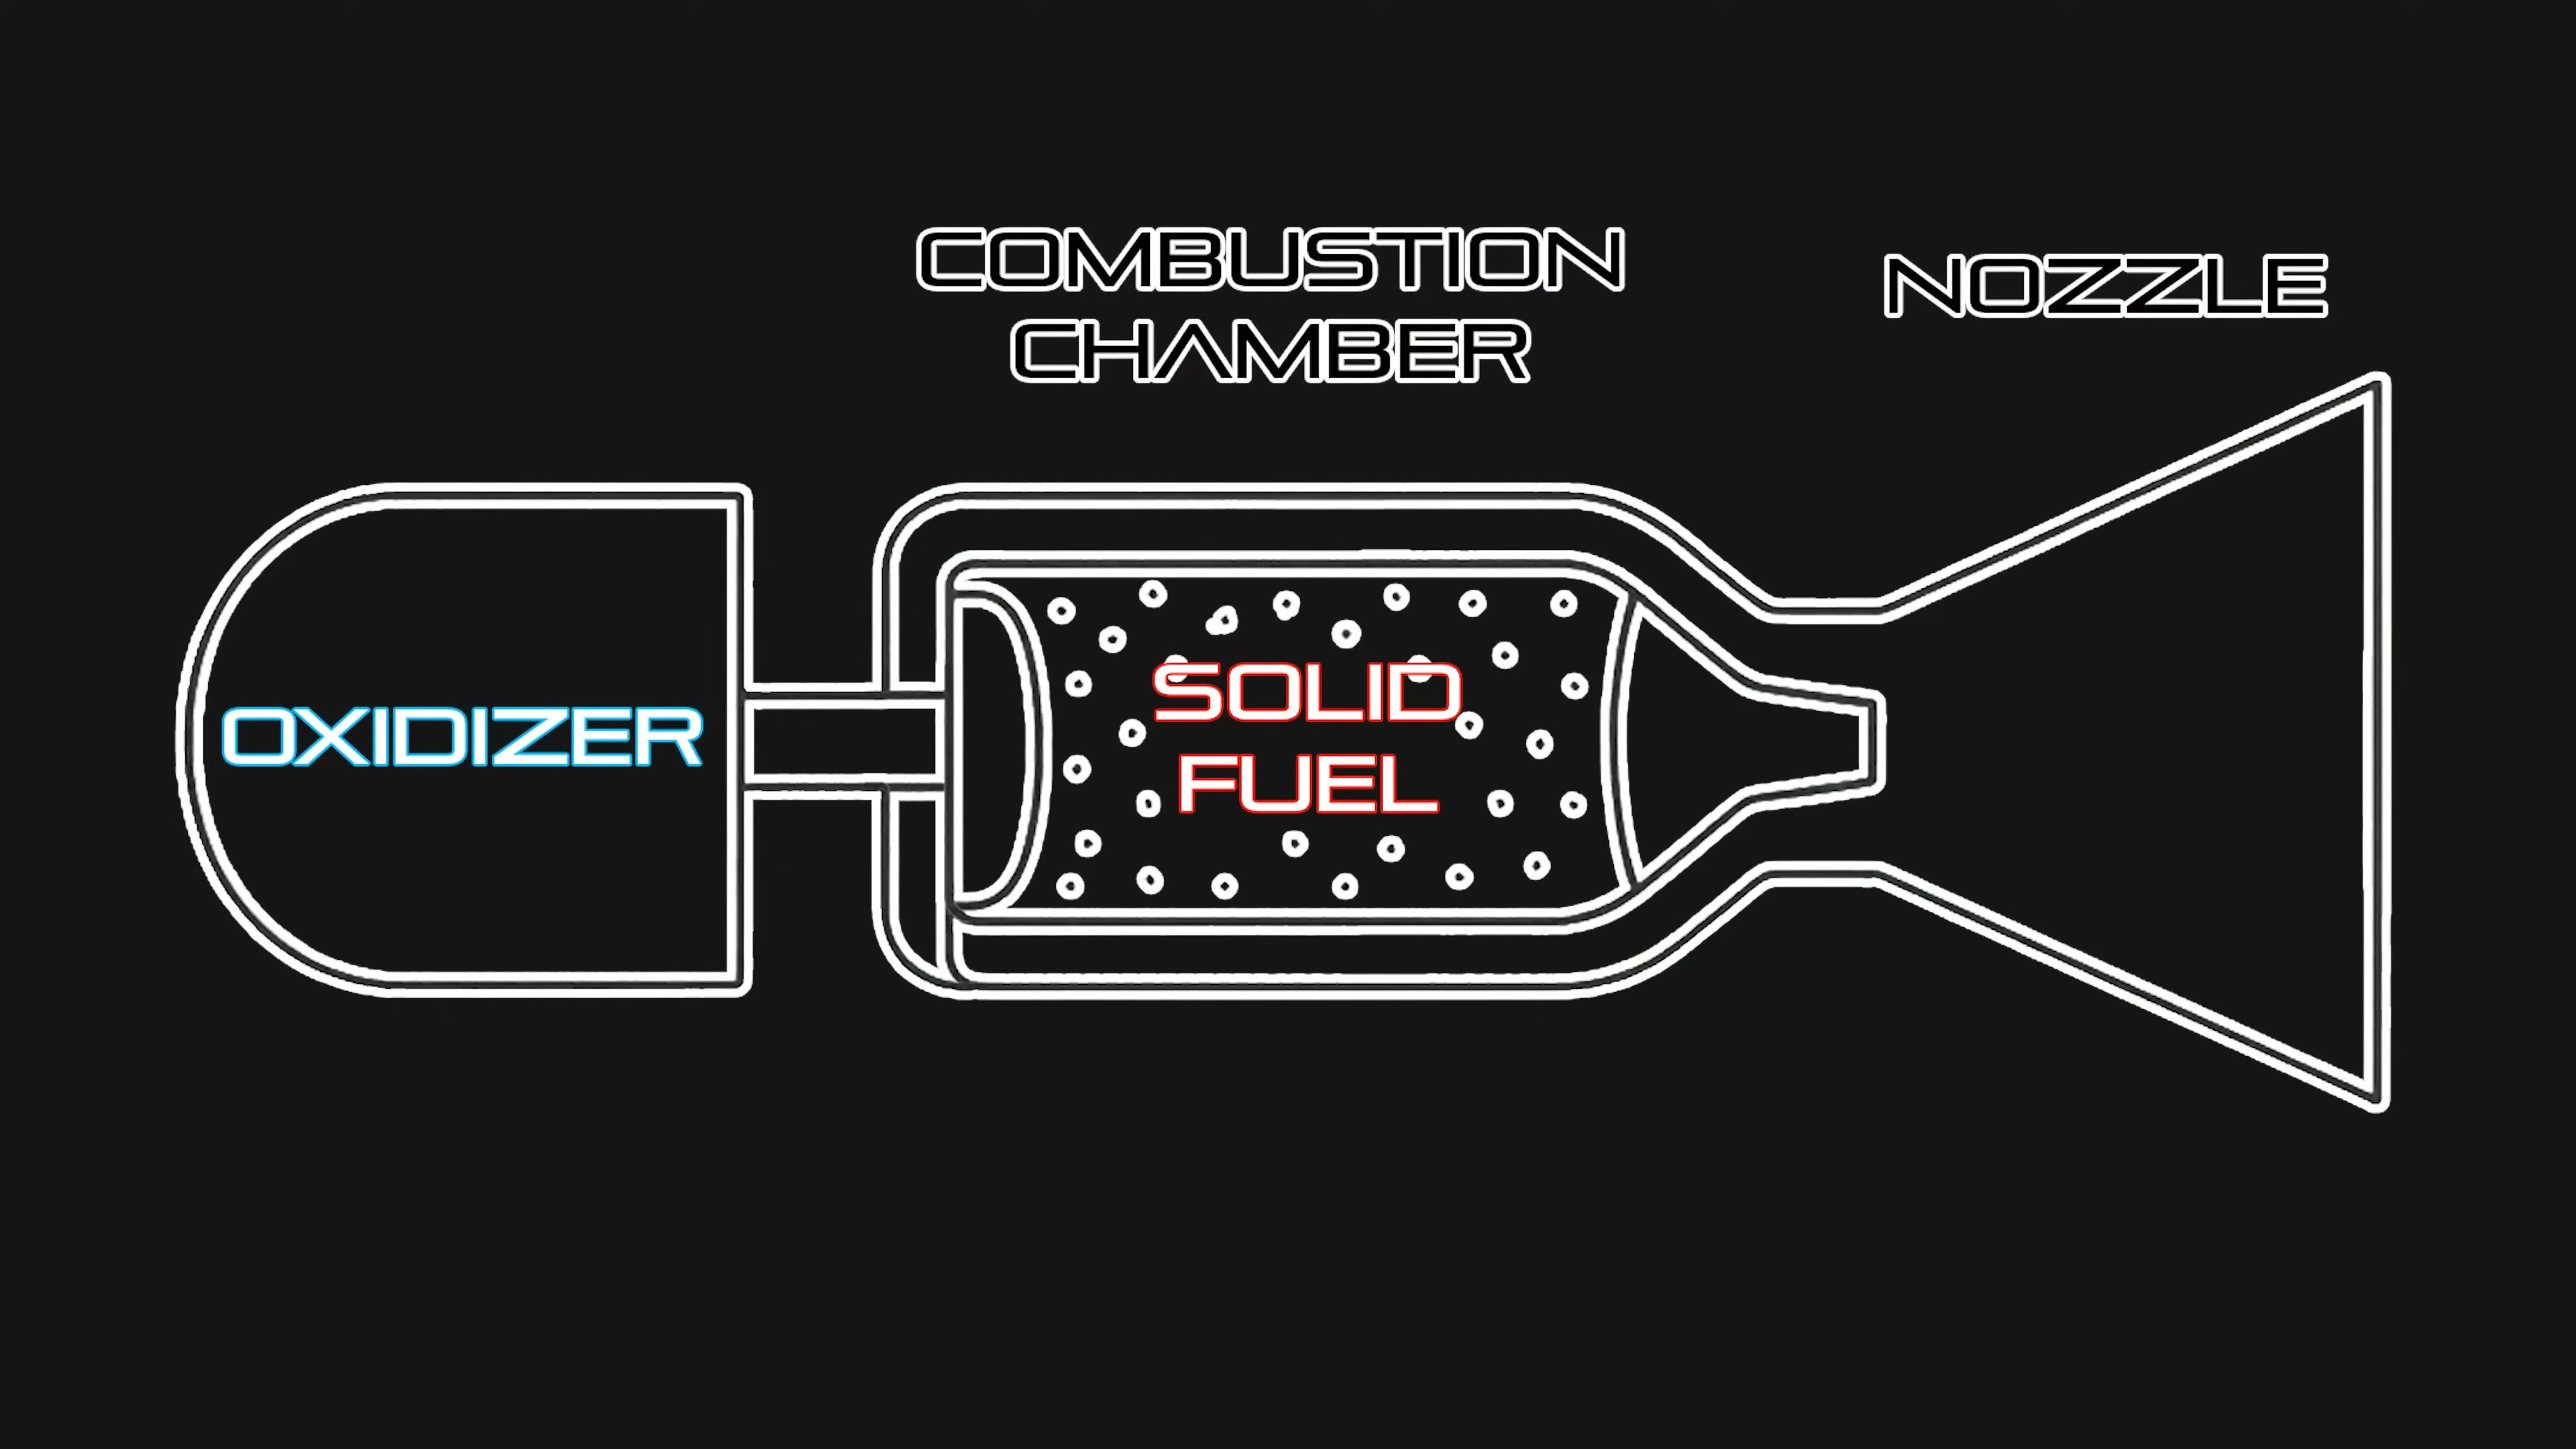 COMBUSTION
CHAMBER
NOZZLE
OXIDIZER
SOLID
FUEL